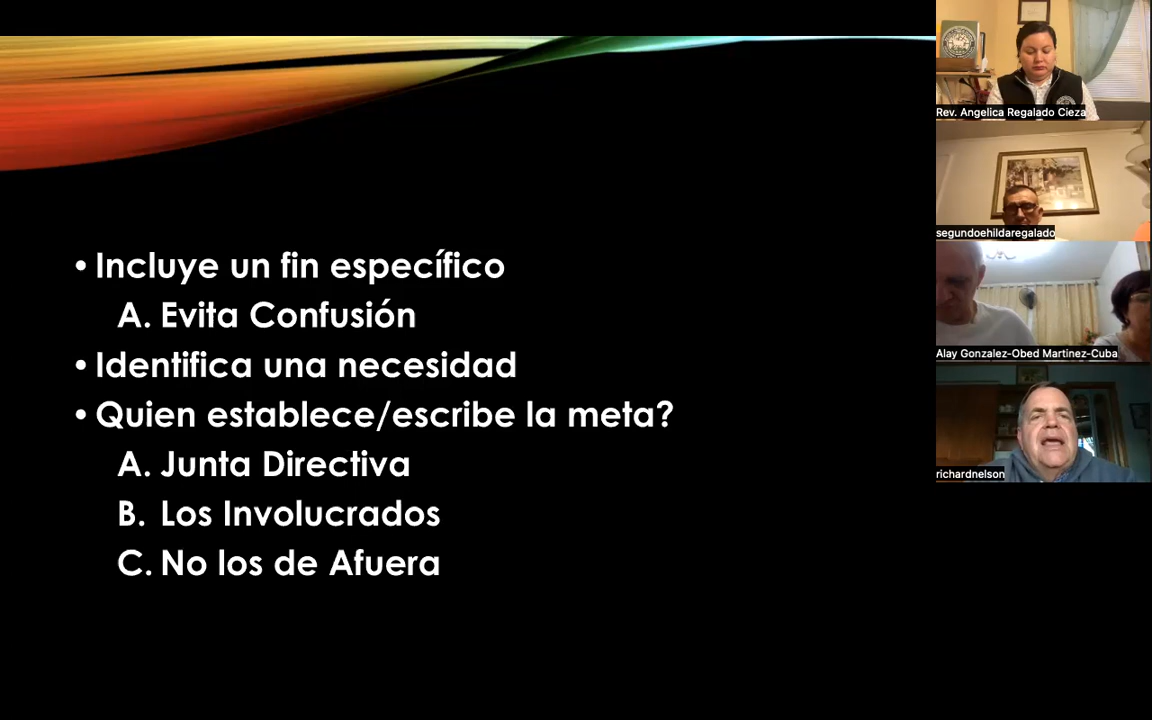 • Incluye un fin específico
A. Evita Confusión
• Identifica una necesidad
• Quien establece/escribe la meta?
A. Junta Directiva
B. Los Involucrados
C. No los de Afuera
Rev. Angelica Regalado Cieza
segundoehildaregalado
Alay Gonzalez-Obed Martinez-Cuba
richardnelson